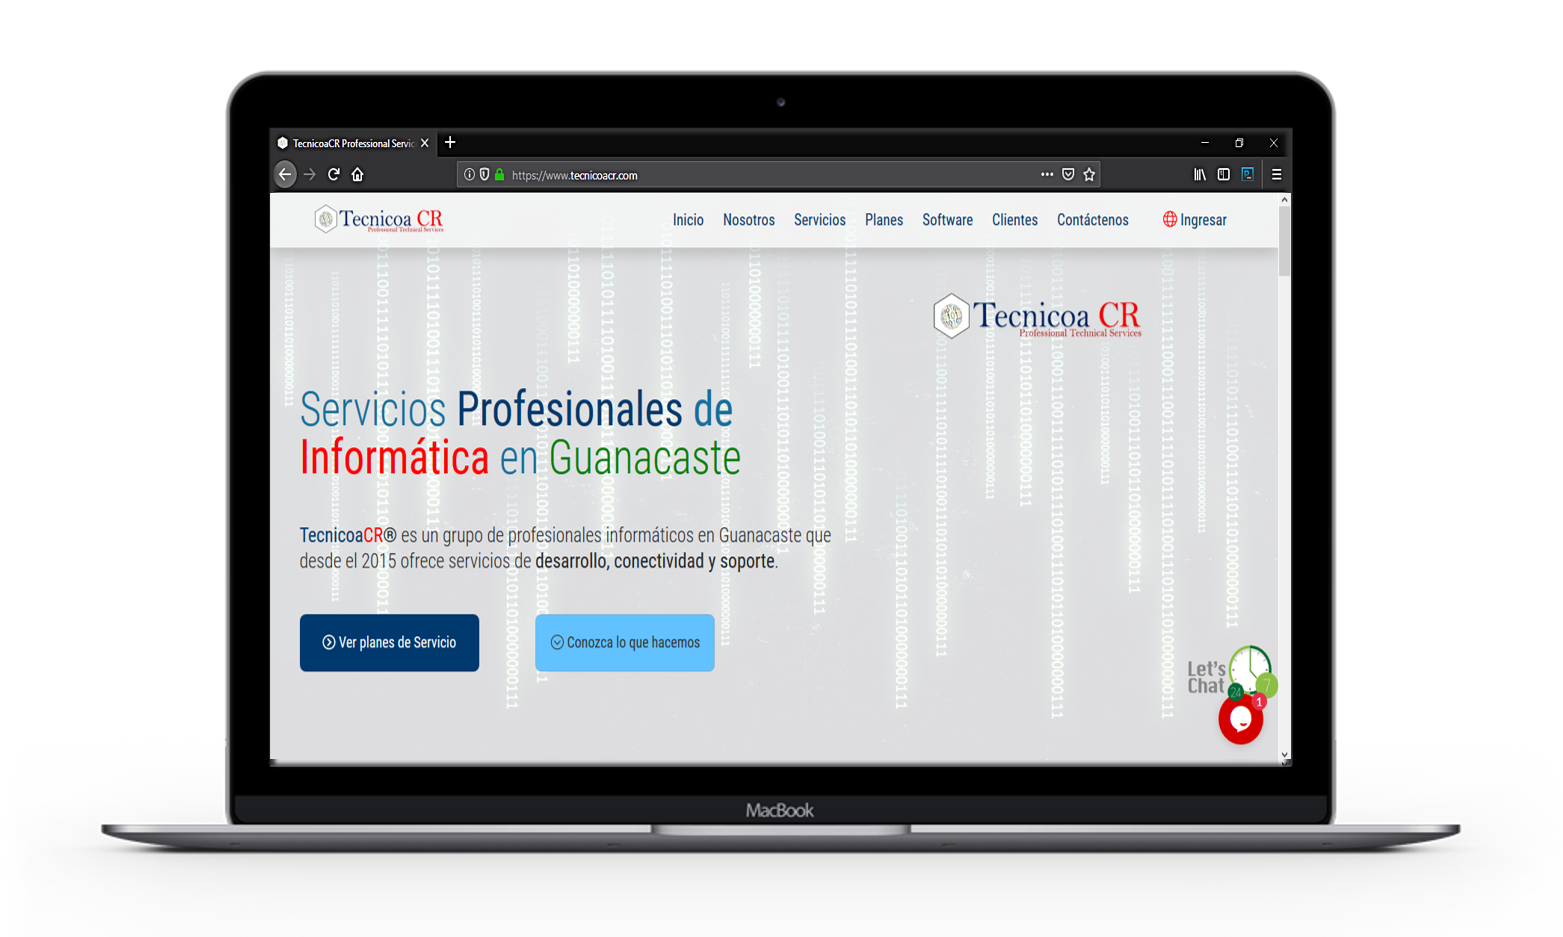 TecnicoaCR Professional Servic
https://www.tecnicoacr.com
Tecnicoa CR
Professional Technical Services
Inicio Nosotros Servicios Planes Software Clientes Contáctenos Ingresar
Tecnicoa CR
Professional Technical Services
Servicios Profesionales de
Informática en Guanacaste
TecnicoaCR® es un grupo de profesionales informáticos en Guanacaste que
desde el 2015 ofrece servicios de desarrollo, conectividad y soporte.
Ver planes de Servicio
Conozca lo que hacemos
Let's
Chat
24
7
1
MacBook